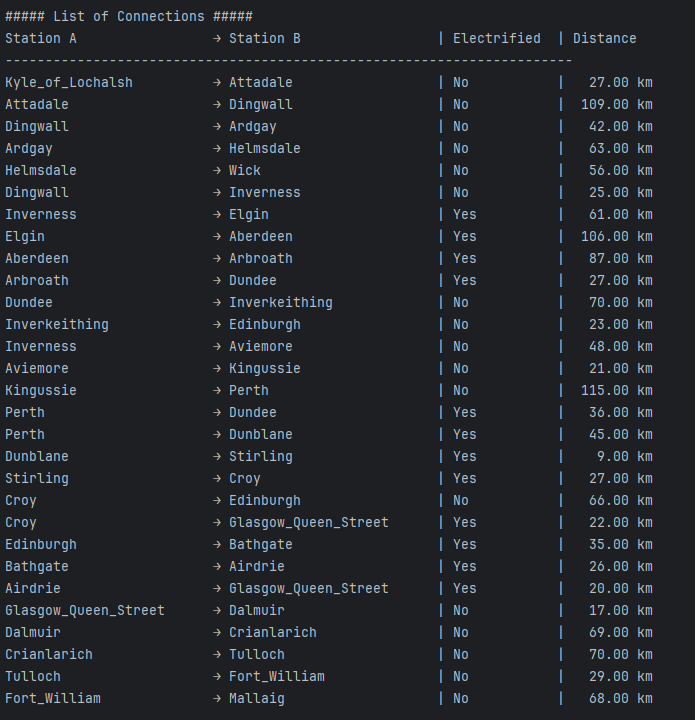 ##### List of Connections #####
Station A                 → Station B                 | Electrified  | Distance
-----------------------------------------------------------------------
Kyle_of_Lochalsh          → Attadale                  | No           |   27.00 km
Attadale                  → Dingwall                  | No           |  109.00 km
Dingwall                  → Ardgay                    | No           |   42.00 km
Ardgay                    → Helmsdale                 | No           |   63.00 km
Helmsdale                 → Wick                      | No           |   56.00 km
Dingwall                  → Inverness                 | No           |   25.00 km
Inverness                 → Elgin                     | Yes          |   61.00 km
Elgin                     → Aberdeen                  | Yes          |  106.00 km
Aberdeen                  → Arbroath                  | Yes          |   87.00 km
Arbroath                  → Dundee                    | Yes          |   27.00 km
Dundee                    → Inverkeithing             | No           |   70.00 km
Inverkeithing             → Edinburgh                 | No           |   23.00 km
Inverness                 → Aviemore                  | No           |   48.00 km
Aviemore                  → Kingussie                 | No           |   21.00 km
Kingussie                 → Perth                     | No           |  115.00 km
Perth                     → Dundee                    | Yes          |   36.00 km
Perth                     → Dunblane                  | Yes          |   45.00 km
Dunblane                  → Stirling                  | Yes          |    9.00 km
Stirling                  → Croy                      | Yes          |   27.00 km
Croy                      → Edinburgh                 | No           |   66.00 km
Croy                      → Glasgow_Queen_Street      | Yes          |   22.00 km
Edinburgh                 → Bathgate                  | Yes          |   35.00 km
Bathgate                  → Airdrie                   | Yes          |   26.00 km
Airdrie                   → Glasgow_Queen_Street      | Yes          |   20.00 km
Glasgow_Queen_Street      → Dalmuir                   | No           |   17.00 km
Dalmuir                   → Crianlarich               | No           |   69.00 km
Crianlarich               → Tulloch                   | No           |   70.00 km
Tulloch                   → Fort_William              | No           |   29.00 km
Fort_William              → Mallaig                   | No           |   68.00 km